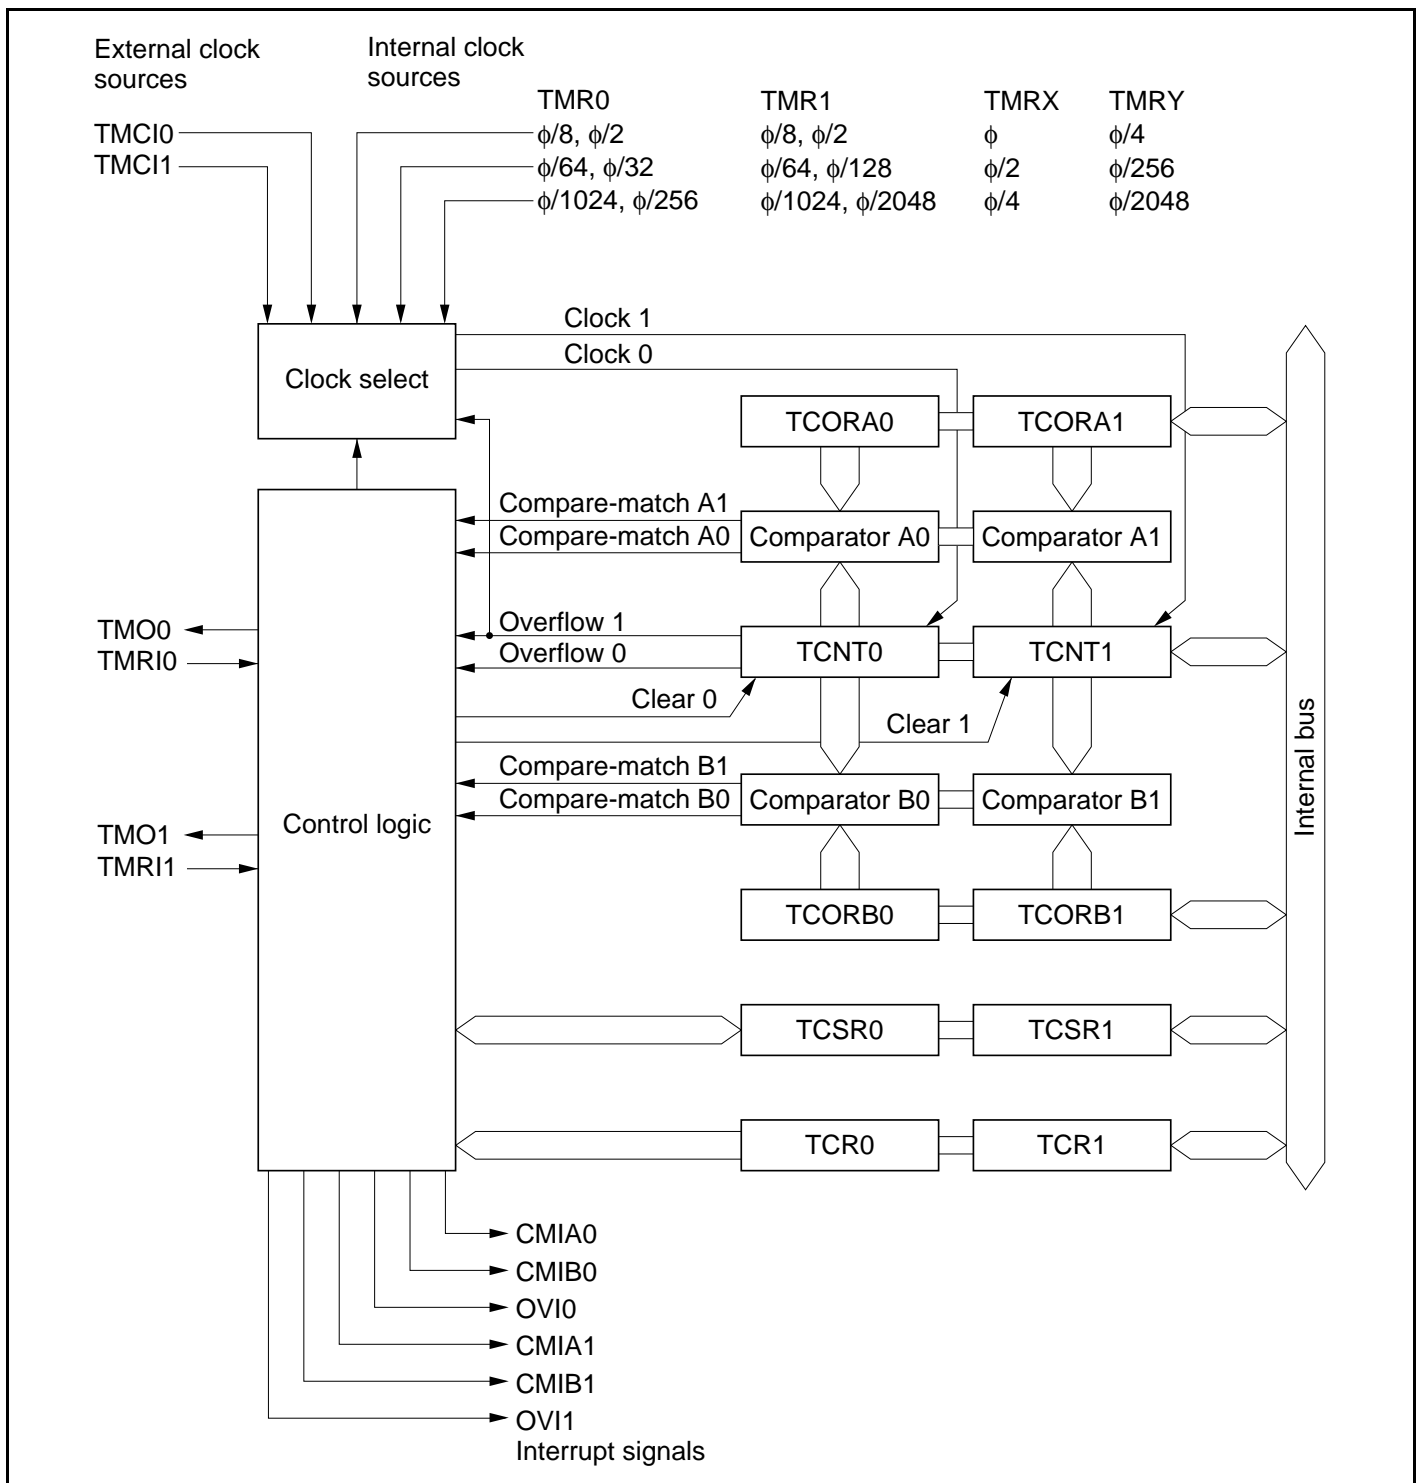 External clock
sources
Internal clock
sources
TMR0 TMR1 TMRX TMRY
TMCI0 ϕ/8, ϕ/2 ϕ/8, ϕ/2 ϕ ϕ/4
TMCI1 ϕ/64, ϕ/32 ϕ/64, ϕ/128 ϕ/2 ϕ/256
ϕ/1024, ϕ/256 ϕ/1024, ϕ/2048 ϕ/4 ϕ/2048
Clock 1
Clock 0
Clock select
TCORA0 TCORA1
Compare-match A1
Compare-match A0 Comparator A0 Comparator A1
TMO0 Overflow 1
TMRI0 Overflow 0 TCNT0 TCNT1
Clear 0
Clear 1
Compare-match B1
Compare-match B0 Comparator B0 Comparator B1
Control logic
TMO1
TMRI1
Internal bus
TCORB0 TCORB1
TCSR0 TCSR1
TCR0 TCR1
CMIA0
CMIB0
OVI0
CMIA1
CMIB1
OVI1
Interrupt signals